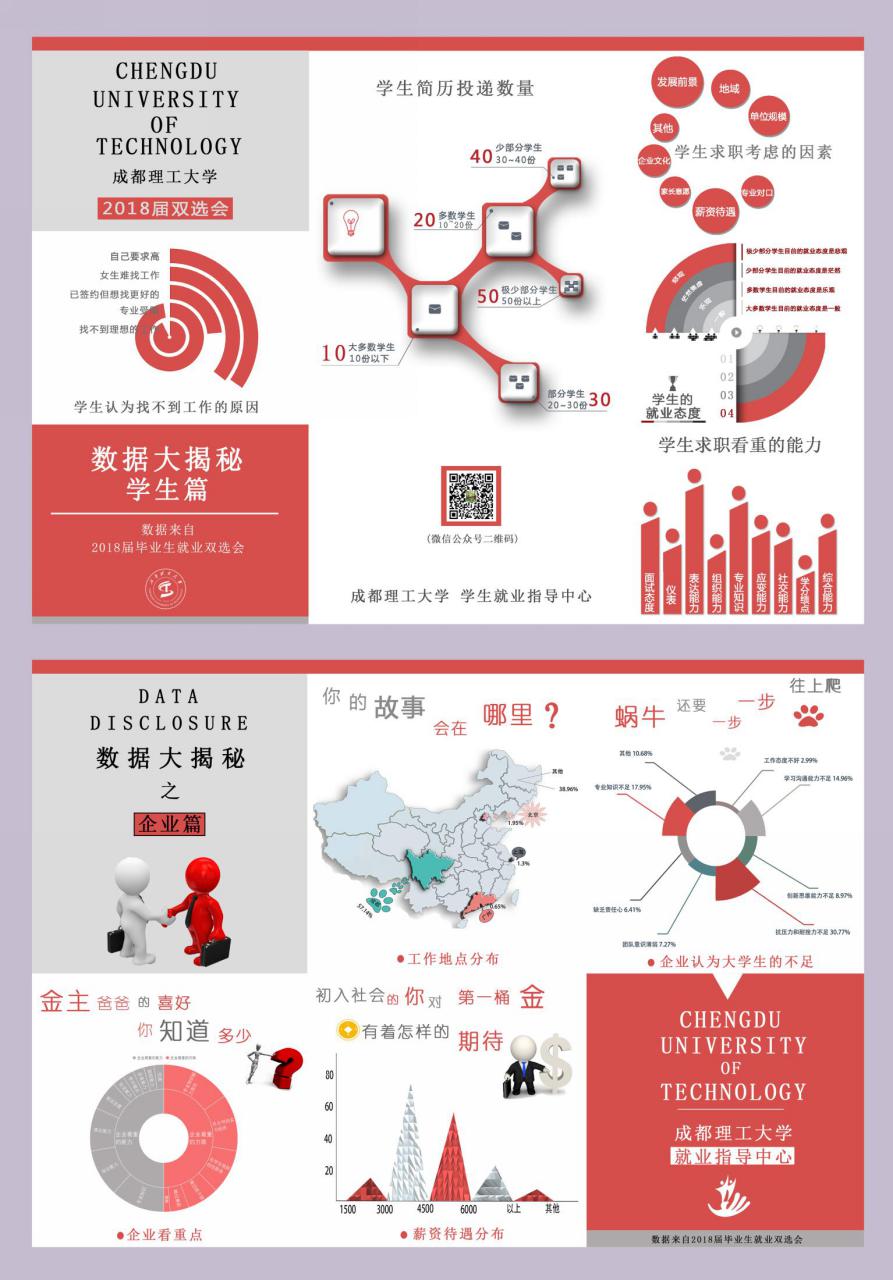 CHENGDU
UNIVERSITY
OF
TECHNOLOGY
成都理工大学
2018届双选会
自己要求高
女生难找工作
已签约但想找更好的
专业受限
找不到理想的工作
学生认为找不到工作的原因
数据大揭秘
学生篇
数据来自
2018届毕业生就业双选会
学生简历投递数量
40 少部分学生
30~40份
20 多数学生
10~20份
50 极少部分学生
50份以上
10 大多数学生
10份以下
部分学生 30
20~30份
(微信公众号二维码)
成都理工大学 学生就业指导中心
发展前景
地域
单位规模
其他
学生求职考虑的因素
企业文化
家长意愿
薪资待遇
专业对口
极少部分学生目前的就业态度是悲观
少部分学生目前的就业态度是茫然
多数学生目前的就业态度是乐观
大多数学生目前的就业态度是一般
01
02
03
04
学生的
就业态度
学生求职看重的能力
面试态度
仪表
表达能力
组织能力
专业知识
应变能力
社交能力
学分绩点
综合能力
DATA
DISCLOSURE
数据大揭秘
之
企业篇
你的故事会在哪里?
其他
38.96%
北京
1.95%
上海
1.3%
成都
57.14%
广州
0.65%
工作地点分布
蜗牛还要一步一步往上爬
其他 10.68%
工作态度不好 2.99%
专业知识不足 17.95%
学习沟通能力不足 14.96%
创新思维能力不足 8.97%
缺乏责任心 6.41%
抗压力和耐挫力不足 30.77%
团队意识薄弱 7.27%
企业认为大学生的不足
金主爸爸的喜好
你知道多少
企业看重的能力
企业看重的方面
企业看重点
初入社会的你对第一桶金
有着怎样的期待
80
60
40
20
1500 3000 4500 6000 以上 其他
薪资待遇分布
CHENGDU
UNIVERSITY
OF
TECHNOLOGY
成都理工大学
就业指导中心
数据来自2018届毕业生就业双选会